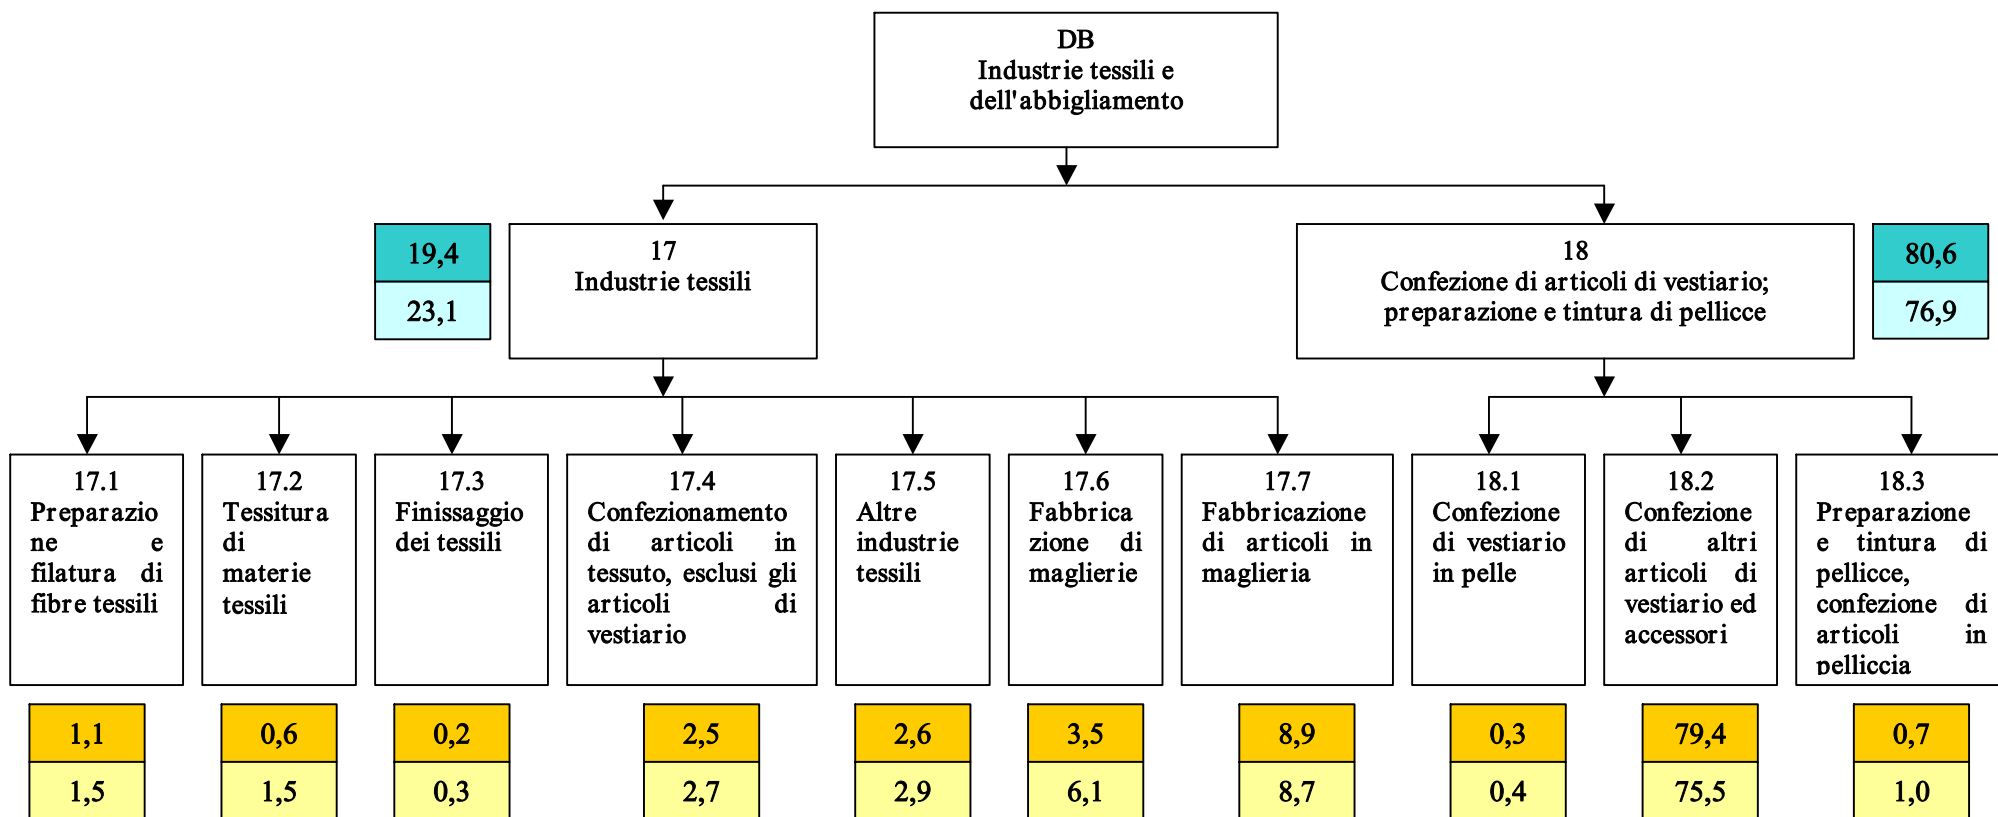 DB
Industrie tessili e
dell'abbigliamento
19,4
23,1
17
Industrie tessili
18
Confezione di articoli di vestiario;
preparazione e tintura di pellicce
80,6
76,9
17.1
Preparazio
ne e
filatura di
fibre tessili
17.2
Tessitura
di
materie
tessili
17.3
Finissaggio
dei tessili
17.4
Confezionamento
di articoli in
tessuto, esclusi gli
articoli di
vestiario
17.5
Altre
industrie
tessili
17.6
Fabbrica
zione di
maglierie
17.7
Fabbricazione
di articoli in
maglieria
18.1
Confezione
di vestiario
in pelle
18.2
Confezione
di altri
articoli di
vestiario ed
accessori
18.3
Preparazione
e tintura di
pellicce,
confezione di
articoli in
pelliccia
1,1
1,5
0,6
1,5
0,2
0,3
2,5
2,7
2,6
2,9
3,5
6,1
8,9
8,7
0,3
0,4
79,4
75,5
0,7
1,0